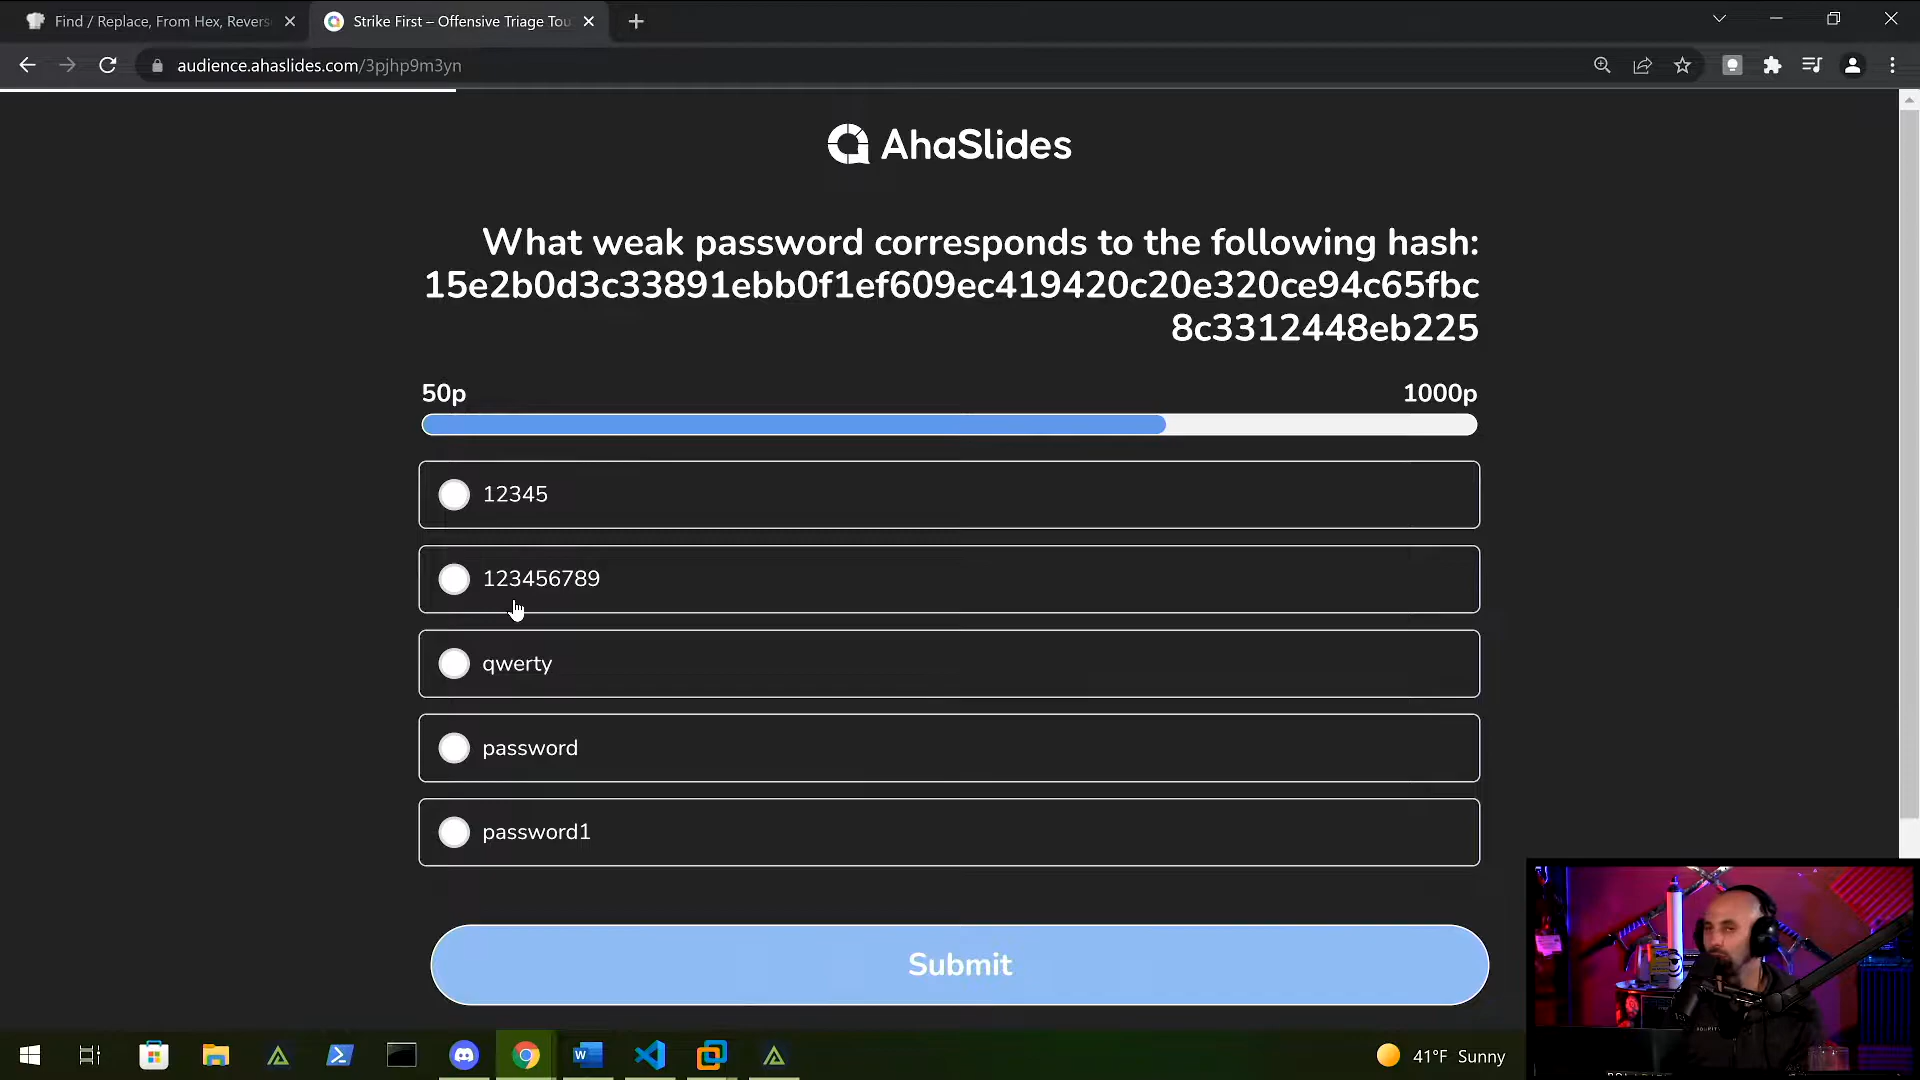 Find / Replace, From Hex, Revers
Strike First – Offensive Triage Tou
audience.ahaslides.com/3pjhp9m3yn
AhaSlides
What weak password corresponds to the following hash:
15e2b0d3c33891ebb0f1ef609ec419420c20e320ce94c65fbc
8c3312448eb225
50p 1000p
12345
123456789
qwerty
password
password1
Submit
41°F Sunny